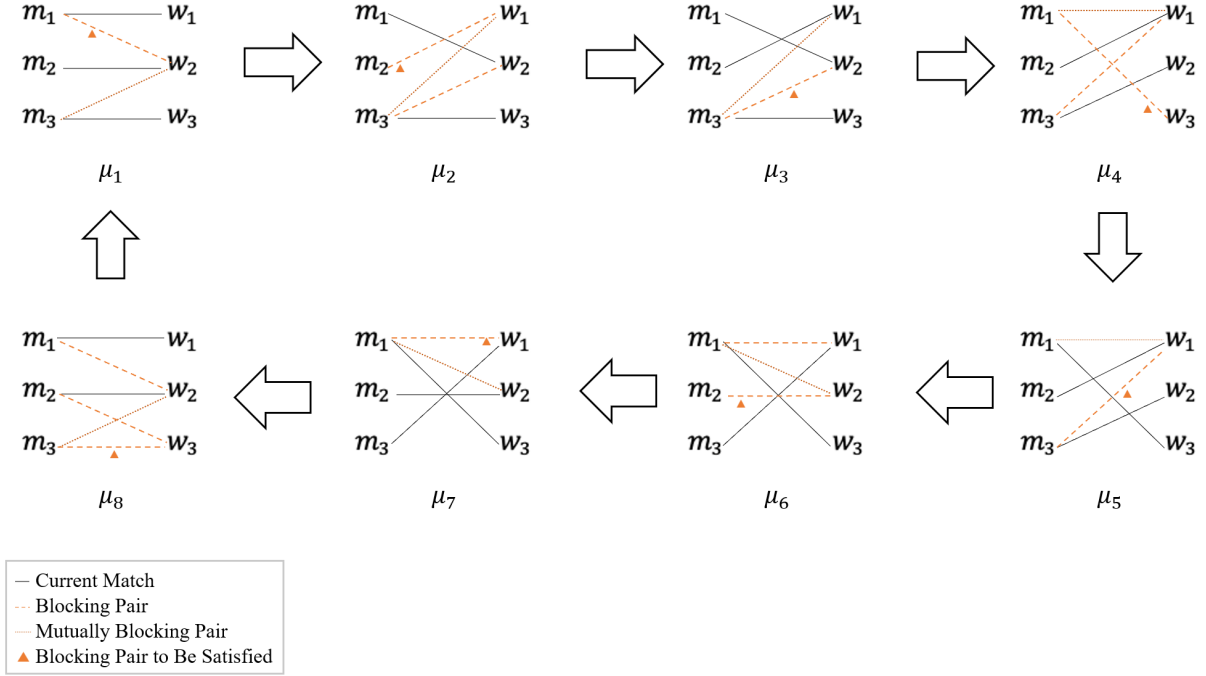 m₁ w₁ m₁ w₁ m₁ w₁ m₁ w₁
m₂ w₂ m₂ w₂ m₂ w₂ m₂ w₂
m₃ w₃ m₃ w₃ m₃ w₃ m₃ w₃
μ₁ μ₂ μ₃ μ₄
m₁ w₁ m₁ w₁ m₁ w₁ m₁ w₁
m₂ w₂ m₂ w₂ m₂ w₂ m₂ w₂
m₃ w₃ m₃ w₃ m₃ w₃ m₃ w₃
μ₈ μ₇ μ₆ μ₅
Current Match
Blocking Pair
Mutually Blocking Pair
Blocking Pair to Be Satisfied